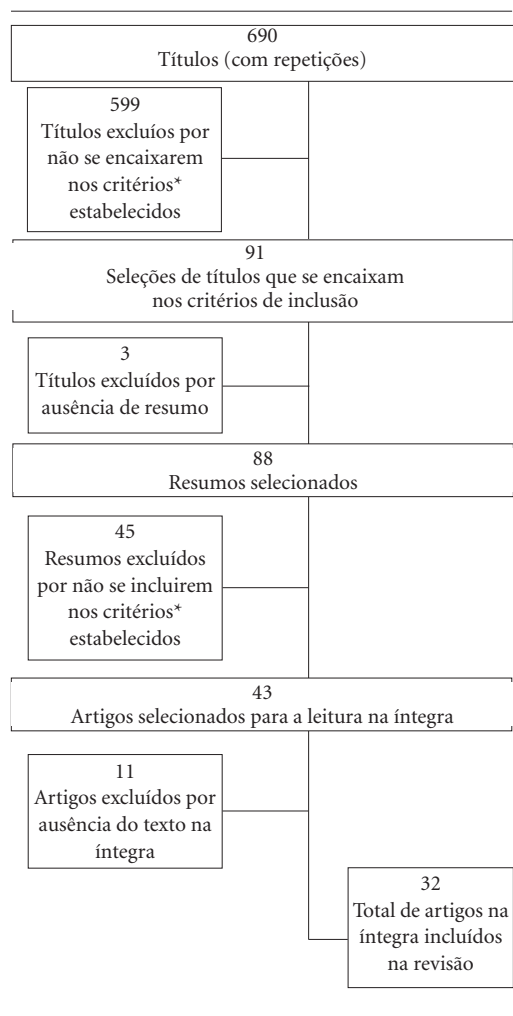 690
Títulos (com repetições)
599
Títulos excluíos por
não se encaixarem
nos critérios*
estabelecidos
91
Seleções de títulos que se encaixam
nos critérios de inclusão
3
Títulos excluídos por
ausência de resumo
88
Resumos selecionados
45
Resumos excluídos
por não se incluirem
nos critérios*
estabelecidos
43
Artigos selecionados para a leitura na íntegra
11
Artigos excluídos por
ausência do texto na
íntegra
32
Total de artigos na
íntegra incluídos
na revisão